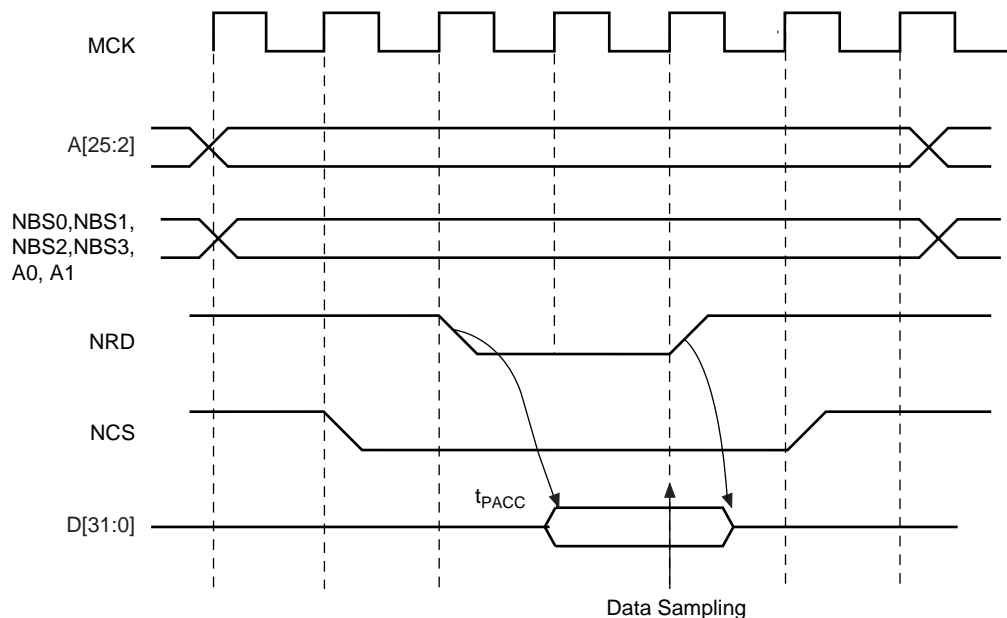 MCK
A[25:2]
NBS0,NBS1,
NBS2,NBS3,
A0, A1
NRD
NCS
tPACC
D[31:0]
Data Sampling